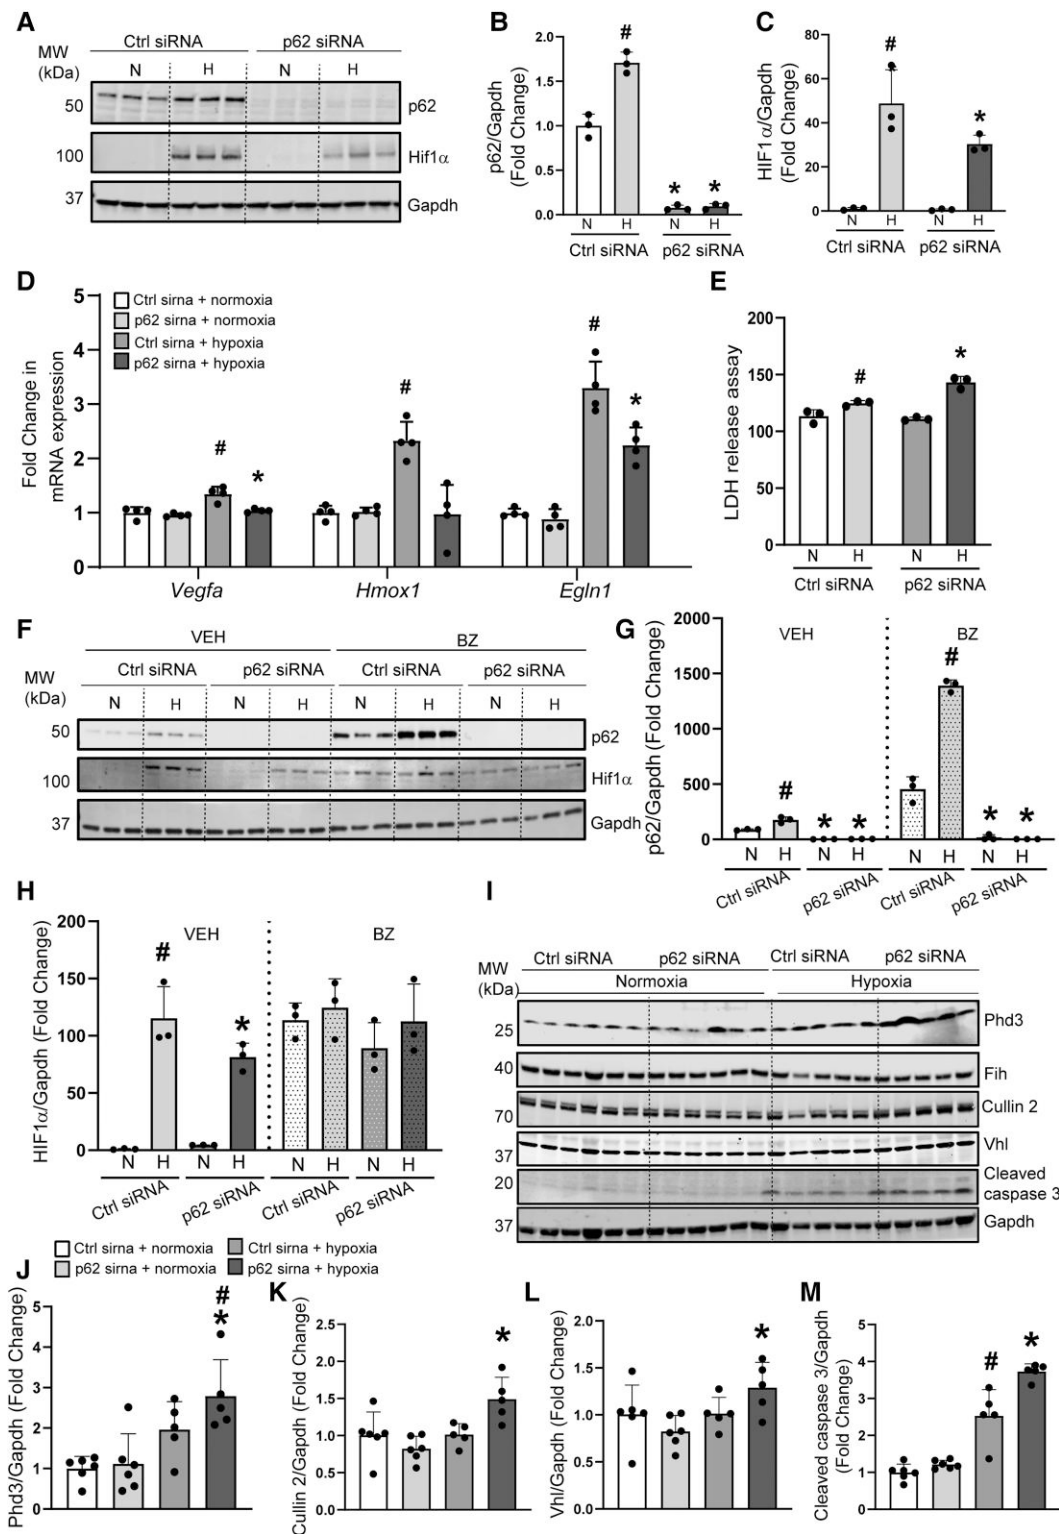 A
MW
(kDa)
Ctrl siRNA p62 siRNA
N H N H
50 p62
100 Hif1α
37 Gapdh
B
p62/Gapdh
(Fold Change)
2.0
1.5
1.0
0.5
0.0
#
* *
N H N H
Ctrl siRNA p62 siRNA
C
HIF1α/Gapdh
(Fold Change)
80
60
40
20
0
#
*
N H N H
Ctrl siRNA p62 siRNA
D
Fold Change in
mRNA expression
5
4
3
2
1
0
Ctrl sirna + normoxia
p62 sirna + normoxia
Ctrl sirna + hypoxia
p62 sirna + hypoxia
# * # # *
Vegfa Hmox1 Egln1
E
LDH release assay
200
150
100
50
0
# *
N H N H
Ctrl siRNA p62 siRNA
F
VEH BZ
MW
(kDa)
Ctrl siRNA p62 siRNA Ctrl siRNA p62 siRNA
N H N H N H N H
50 p62
100 Hif1α
37 Gapdh
G
p62/Gapdh (Fold Change)
2000
1500
1000
500
0
VEH BZ
# * * # * *
N H N H N H N H
Ctrl siRNA p62 siRNA Ctrl siRNA p62 siRNA
H
HIF1α/Gapdh (Fold Change)
200
150
100
50
0
VEH BZ
# *
N H N H N H N H
Ctrl siRNA p62 siRNA Ctrl siRNA p62 siRNA
I
MW
(kDa)
Ctrl siRNA p62 siRNA Ctrl siRNA p62 siRNA
Normoxia Hypoxia
25 Phd3
40 Fih
70 Cullin 2
37 Vhl
20 Cleaved
caspase 3
37 Gapdh
Ctrl sirna + normoxia Ctrl sirna + hypoxia
p62 sirna + normoxia p62 sirna + hypoxia
J
Phd3/Gapdh (Fold Change)
5
4
3
2
1
0
#
*
K
Cullin 2/Gapdh (Fold Change)
2.5
2.0
1.5
1.0
0.5
0.0
*
L
Vhl/Gapdh (Fold Change)
2.0
1.5
1.0
0.5
0.0
*
M
Cleaved caspase 3/Gapdh
(Fold Change)
5
4
3
2
1
0
# *